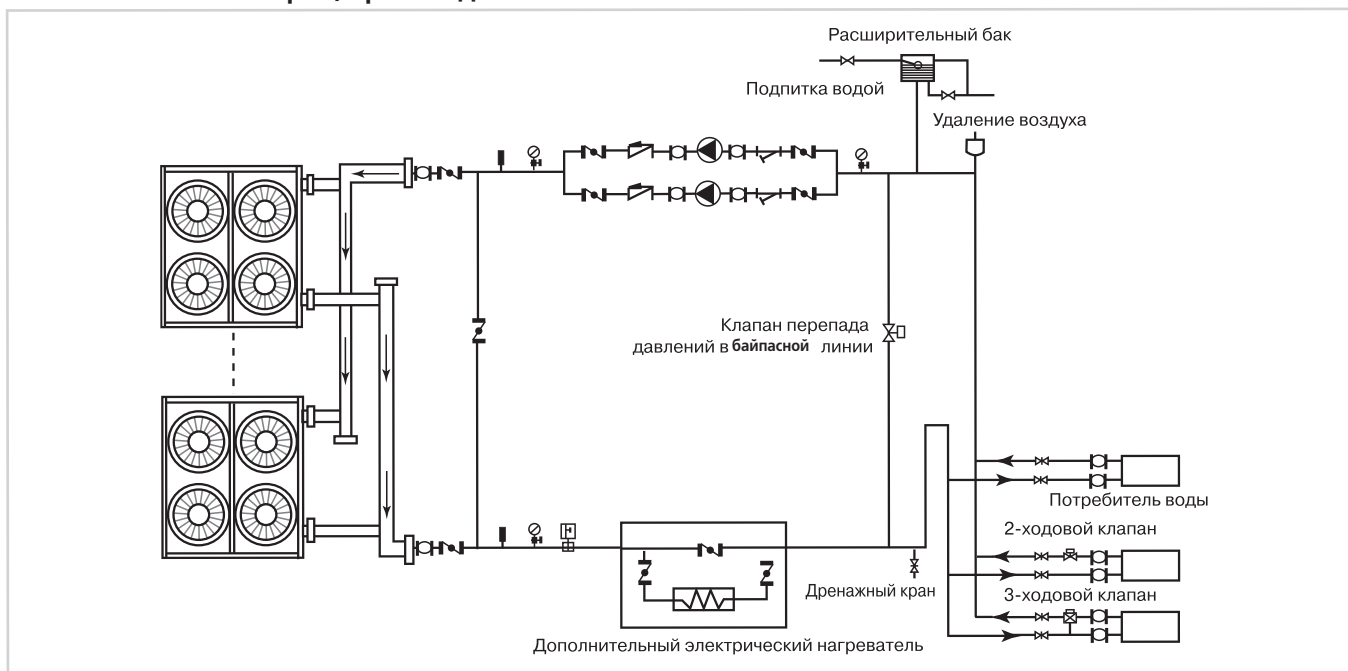 Расширительный бак
Подпитка водой
Удаление воздуха
Клапан перепада
давлений в байпасной линии
Потребитель воды
2-ходовой клапан
3-ходовой клапан
Дренажный кран
Дополнительный электрический нагреватель